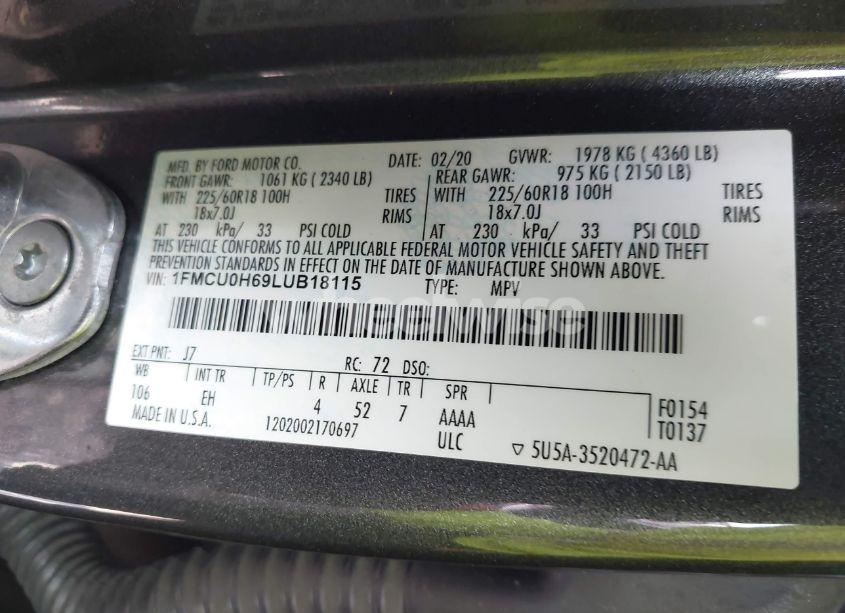 MFD. BY FORD MOTOR CO. DATE: 02/20 GVWR: 1978 KG ( 4360 LB)
FRONT GAWR: 1061 KG ( 2340 LB) REAR GAWR: 975 KG ( 2150 LB)
WITH 225/60R18 100H TIRES WITH 225/60R18 100H TIRES
18x7.0J RIMS 18x7.0J RIMS
AT 230 kPa/ 33 PSI COLD AT 230 kPa/ 33 PSI COLD
THIS VEHICLE CONFORMS TO ALL APPLICABLE FEDERAL MOTOR VEHICLE SAFETY AND THEFT
PREVENTION STANDARDS IN EFFECT ON THE DATE OF MANUFACTURE SHOWN ABOVE.
VIN: 1FMCU0H69LUB18115 TYPE: MPV
EXT PNT: J7 RC: 72 DSO:
WB INT TR TP/PS R AXLE TR SPR
106 EH 4 52 7 AAAA F0154
MADE IN U.S.A. 1202002170697 ULC T0137
▽ 5U5A-3520472-AA